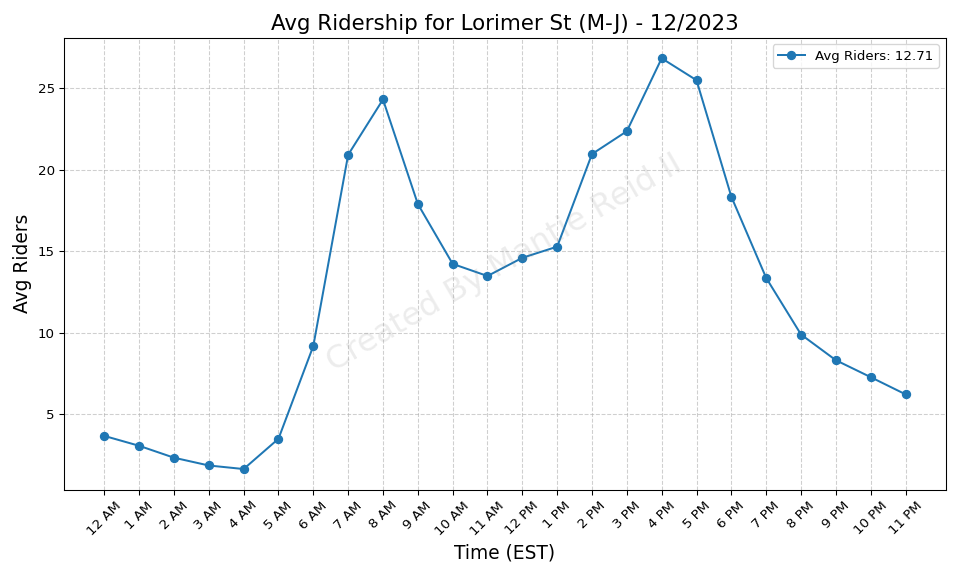 Avg Ridership for Lorimer St (M-J) - 12/2023
Avg Riders: 12.71
25
20
15
10
5
Avg Riders
Created By Mantie Reid II
12 AM
1 AM
2 AM
3 AM
4 AM
5 AM
6 AM
7 AM
8 AM
9 AM
10 AM
11 AM
12 PM
1 PM
2 PM
3 PM
4 PM
5 PM
6 PM
7 PM
8 PM
9 PM
10 PM
11 PM
Time (EST)